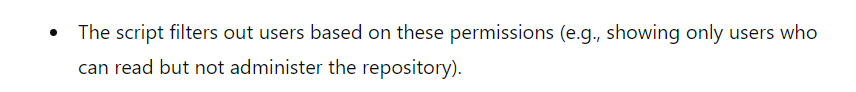 • The script filters out users based on these permissions (e.g., showing only users who
can read but not administer the repository).